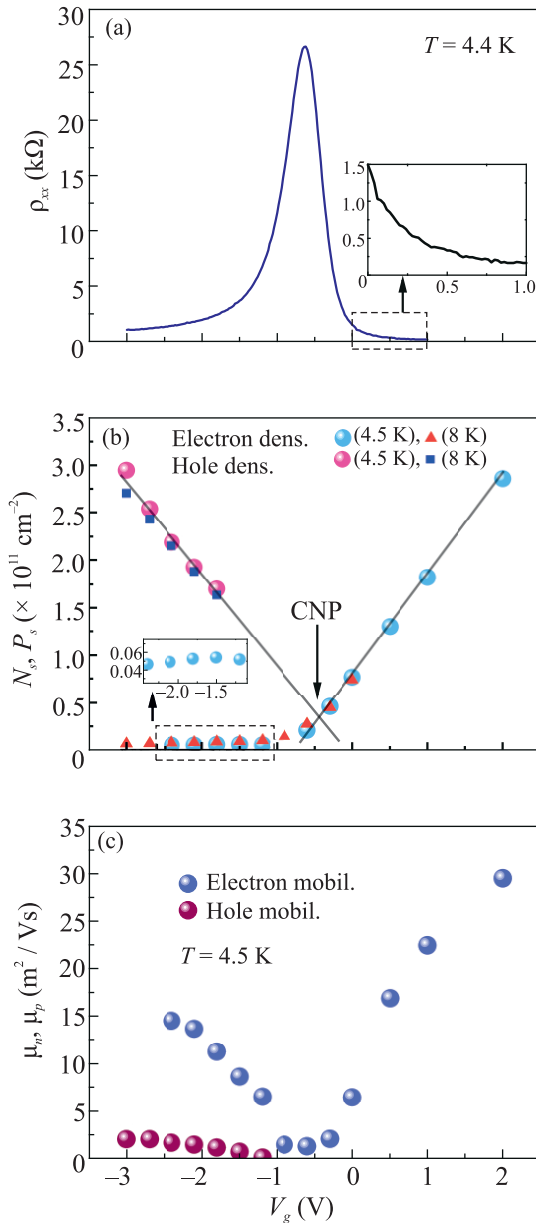 (a)
T = 4.4 K
30
25
20
15
10
5
0
ρxx (kΩ)
1.5
1.0
0.5
0
0 0.5 1.0
(b)
Electron dens. (4.5 K), (8 K)
Hole dens. (4.5 K), (8 K)
3.5
3.0
2.5
2.0
1.5
1.0
0.5
0
Ns, Ps (× 10¹¹ cm⁻²)
CNP
0.06
0.04
−2.0 −1.5
(c)
Electron mobil.
Hole mobil.
T = 4.5 K
35
30
25
20
15
10
5
0
μn, μp (m² / Vs)
−3 −2 −1 0 1 2
Vg (V)